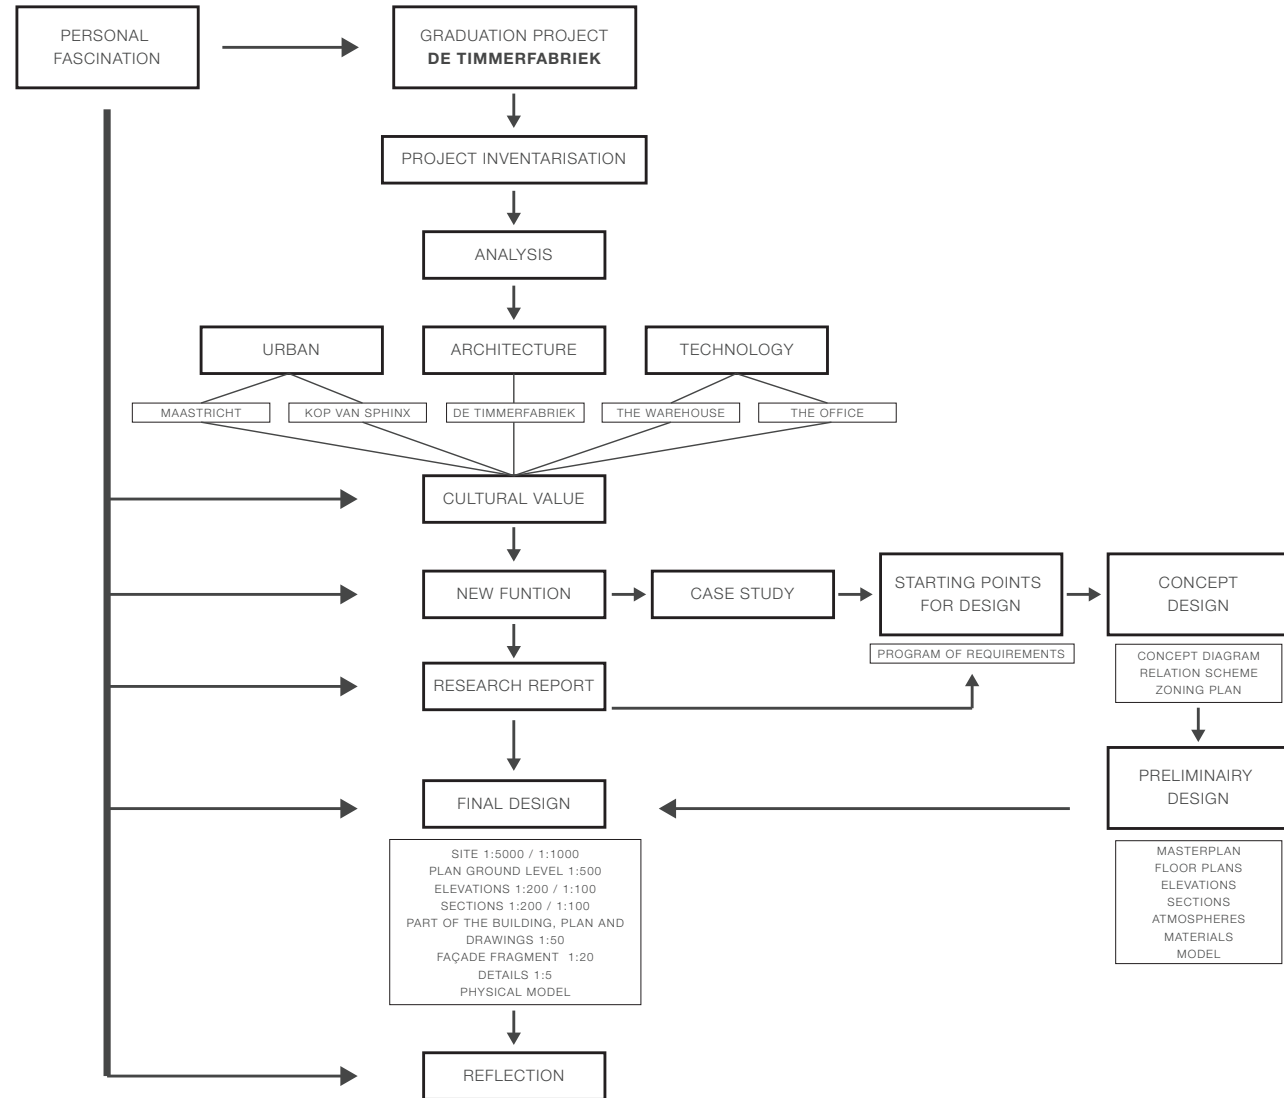 PERSONAL
FASCINATION
GRADUATION PROJECT
DE TIMMERFABRIEK
PROJECT INVENTARISATION
ANALYSIS
URBAN
ARCHITECTURE
TECHNOLOGY
MAASTRICHT
KOP VAN SPHINX
DE TIMMERFABRIEK
THE WAREHOUSE
THE OFFICE
CULTURAL VALUE
NEW FUNTION
CASE STUDY
STARTING POINTS
FOR DESIGN
PROGRAM OF REQUIREMENTS
CONCEPT
DESIGN
CONCEPT DIAGRAM
RELATION SCHEME
ZONING PLAN
RESEARCH REPORT
PRELIMINAIRY
DESIGN
MASTERPLAN
FLOOR PLANS
ELEVATIONS
SECTIONS
ATMOSPHERES
MATERIALS
MODEL
FINAL DESIGN
SITE 1:5000 / 1:1000
PLAN GROUND LEVEL 1:500
ELEVATIONS 1:200 / 1:100
SECTIONS 1:200 / 1:100
PART OF THE BUILDING, PLAN AND
DRAWINGS 1:50
FAÇADE FRAGMENT 1:20
DETAILS 1:5
PHYSICAL MODEL
REFLECTION